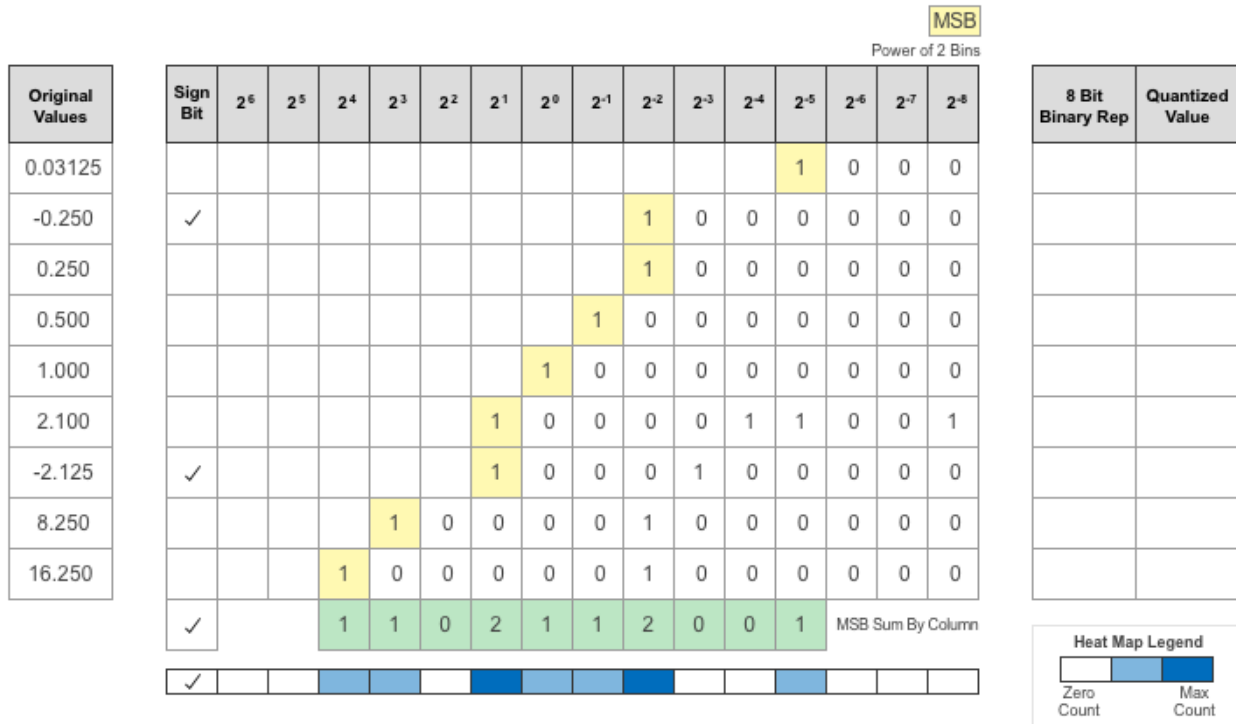 MSB
Power of 2 Bins
Original Values
Sign Bit 2⁶ 2⁵ 2⁴ 2³ 2² 2¹ 2⁰ 2⁻¹ 2⁻² 2⁻³ 2⁻⁴ 2⁻⁵ 2⁻⁶ 2⁻⁷ 2⁻⁸
8 Bit Binary Rep Quantized Value
0.03125 1 0 0 0
-0.250 ✓ 1 0 0 0 0 0 0
0.250 1 0 0 0 0 0 0
0.500 1 0 0 0 0 0 0 0
1.000 1 0 0 0 0 0 0 0 0
2.100 1 0 0 0 0 1 1 0 0 1
-2.125 ✓ 1 0 0 0 1 0 0 0 0 0
8.250 1 0 0 0 0 1 0 0 0 0 0 0
16.250 1 0 0 0 0 0 1 0 0 0 0 0 0
✓ 1 1 0 2 1 1 2 0 0 1 MSB Sum By Column
✓
Heat Map Legend
Zero Count
Max Count